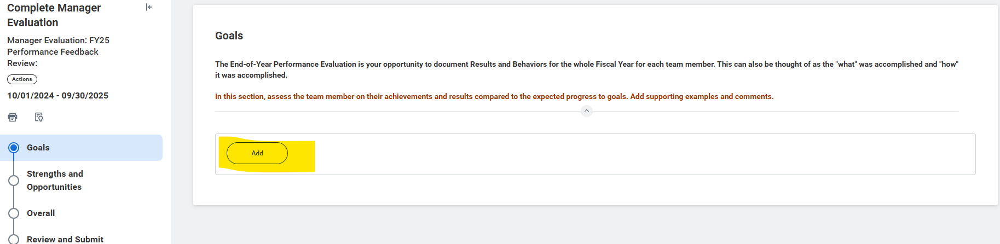 Complete Manager
Evaluation
Manager Evaluation: FY25
Performance Feedback
Review:
Actions
10/01/2024 - 09/30/2025
Goals
Strengths and
Opportunities
Overall
Review and Submit
Goals
The End-of-Year Performance Evaluation is your opportunity to document Results and Behaviors for the whole Fiscal Year for each team member. This can also be thought of as the "what" was accomplished and "how"
it was accomplished.
In this section, assess the team member on their achievements and results compared to the expected progress to goals. Add supporting examples and comments.
Add